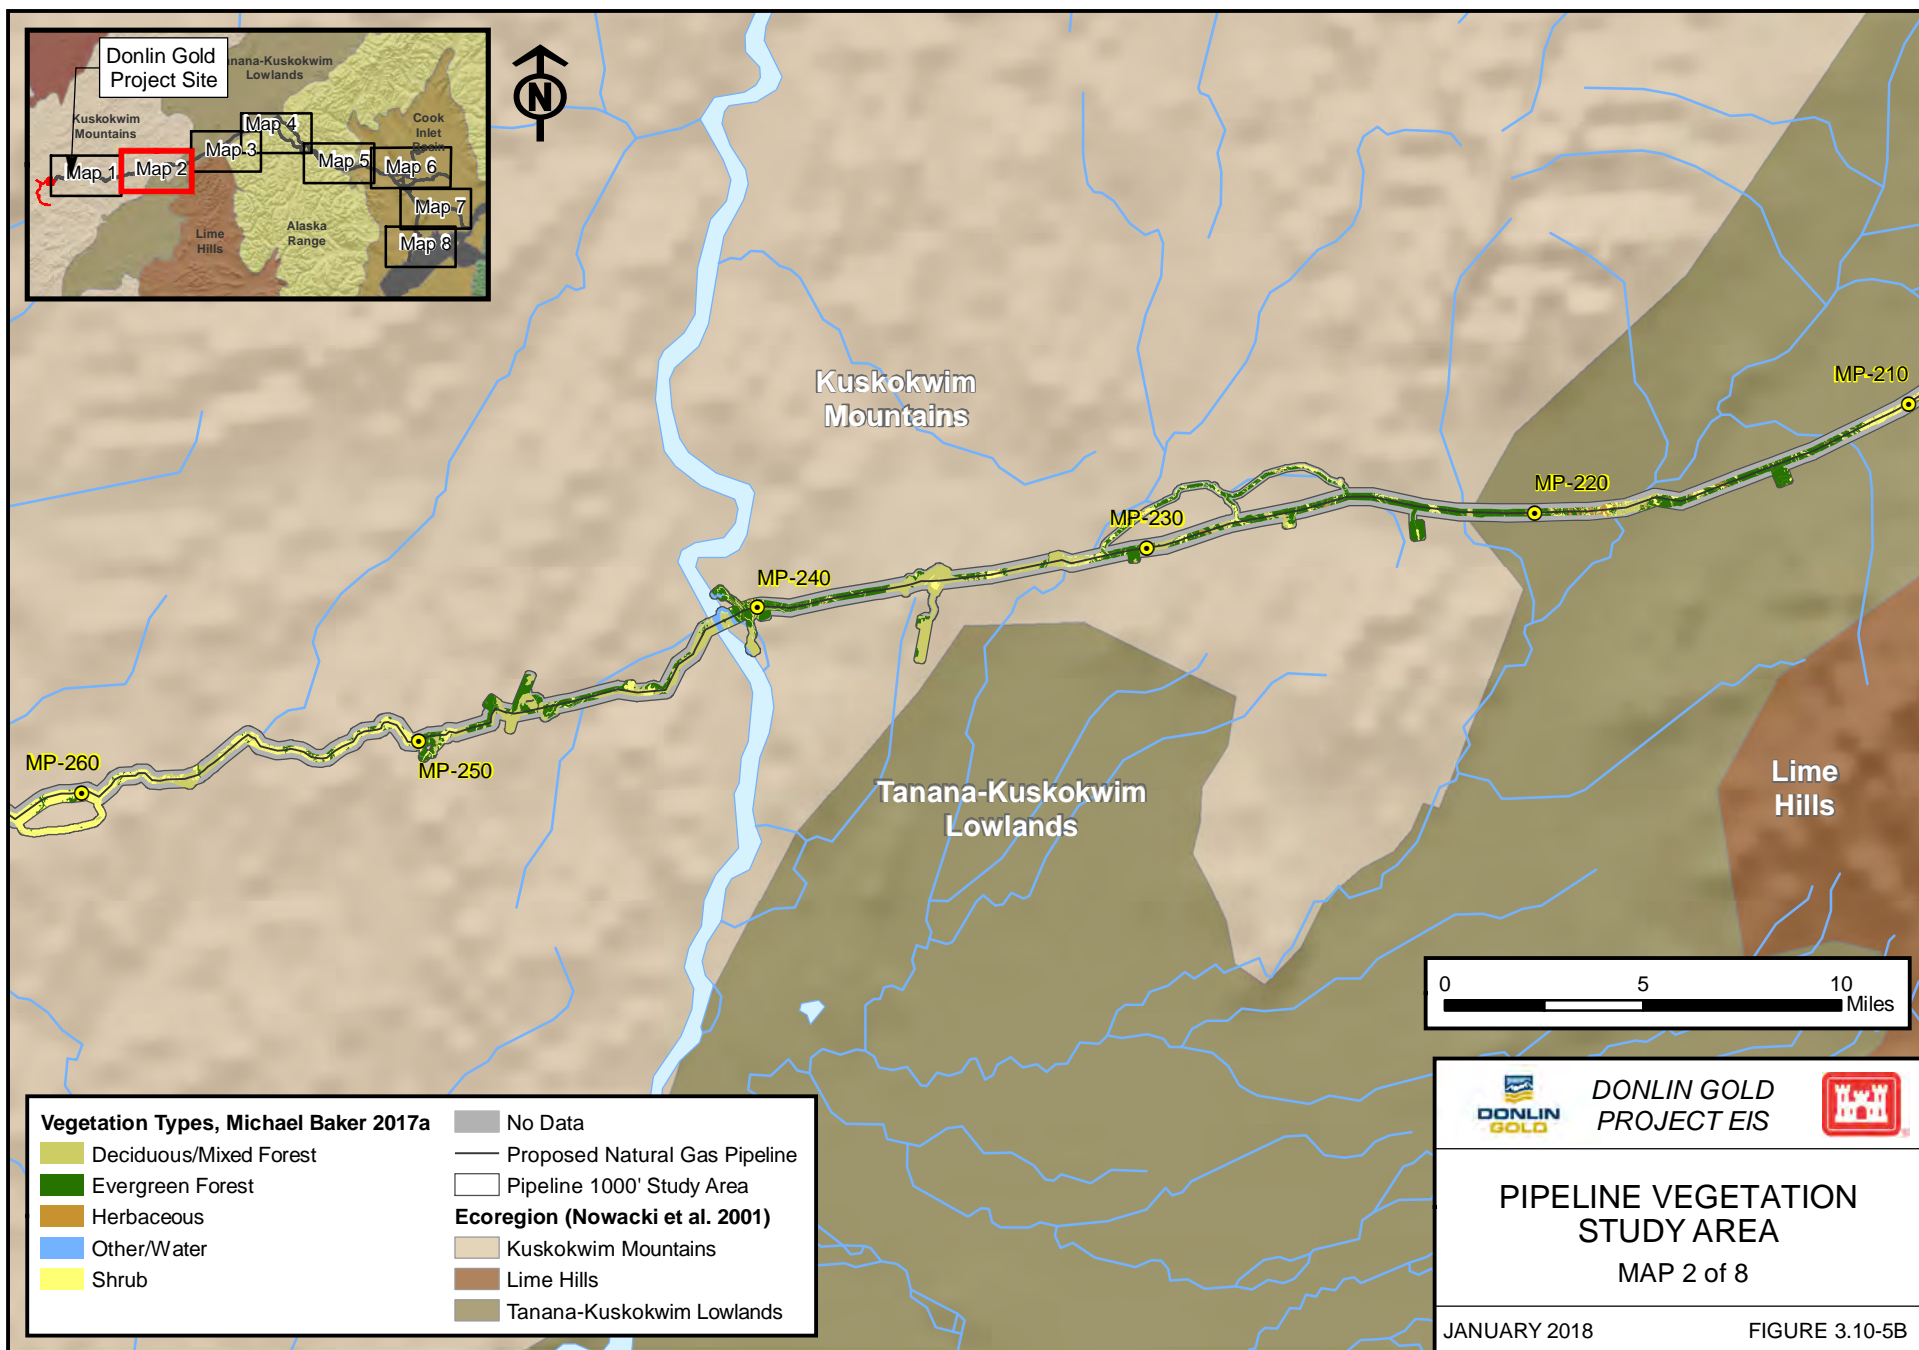 Donlin Gold
Project Site
nana-Kuskokwim
Lowlands
Kuskokwim
Mountains
Cook
Inlet
Basin
Map 1
Map 2
Map 3
Map 4
Map 5
Map 6
Map 7
Map 8
Lime
Hills
Alaska
Range
N
Kuskokwim
Mountains
MP-210
MP-220
MP-230
MP-240
MP-250
MP-260
Tanana-Kuskokwim
Lowlands
Lime
Hills
0 5 10
Miles
Vegetation Types, Michael Baker 2017a
Deciduous/Mixed Forest
Evergreen Forest
Herbaceous
Other/Water
Shrub
No Data
Proposed Natural Gas Pipeline
Pipeline 1000' Study Area
Ecoregion (Nowacki et al. 2001)
Kuskokwim Mountains
Lime Hills
Tanana-Kuskokwim Lowlands
DONLIN
GOLD
DONLIN GOLD
PROJECT EIS
PIPELINE VEGETATION
STUDY AREA
MAP 2 of 8
JANUARY 2018
FIGURE 3.10-5B